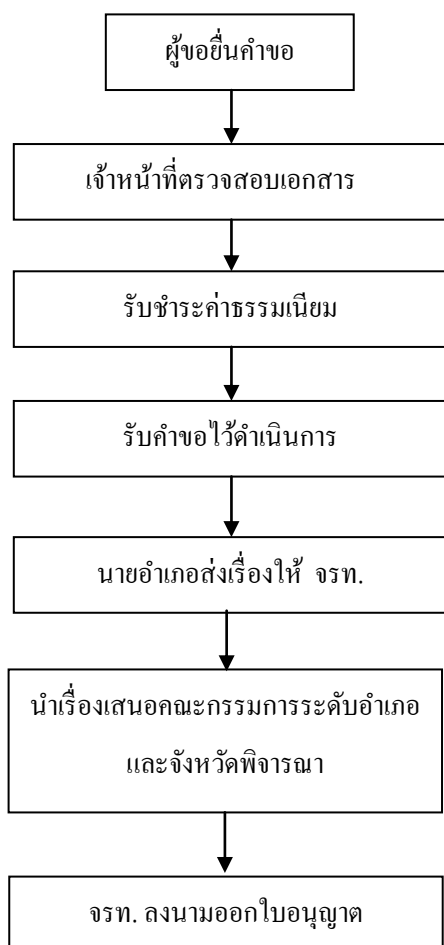 ผู้ขอยื่นคำขอ
เจ้าหน้าที่ตรวจสอบเอกสาร
รับชำระค่าธรรมเนียม
รับคำขอไว้ดำเนินการ
นายอำเภอส่งเรื่องให้ จรท.
นำเรื่องเสนอคณะกรรมการระดับอำเภอ
และจังหวัดพิจารณา
จรท. ลงนามออกใบอนุญาต